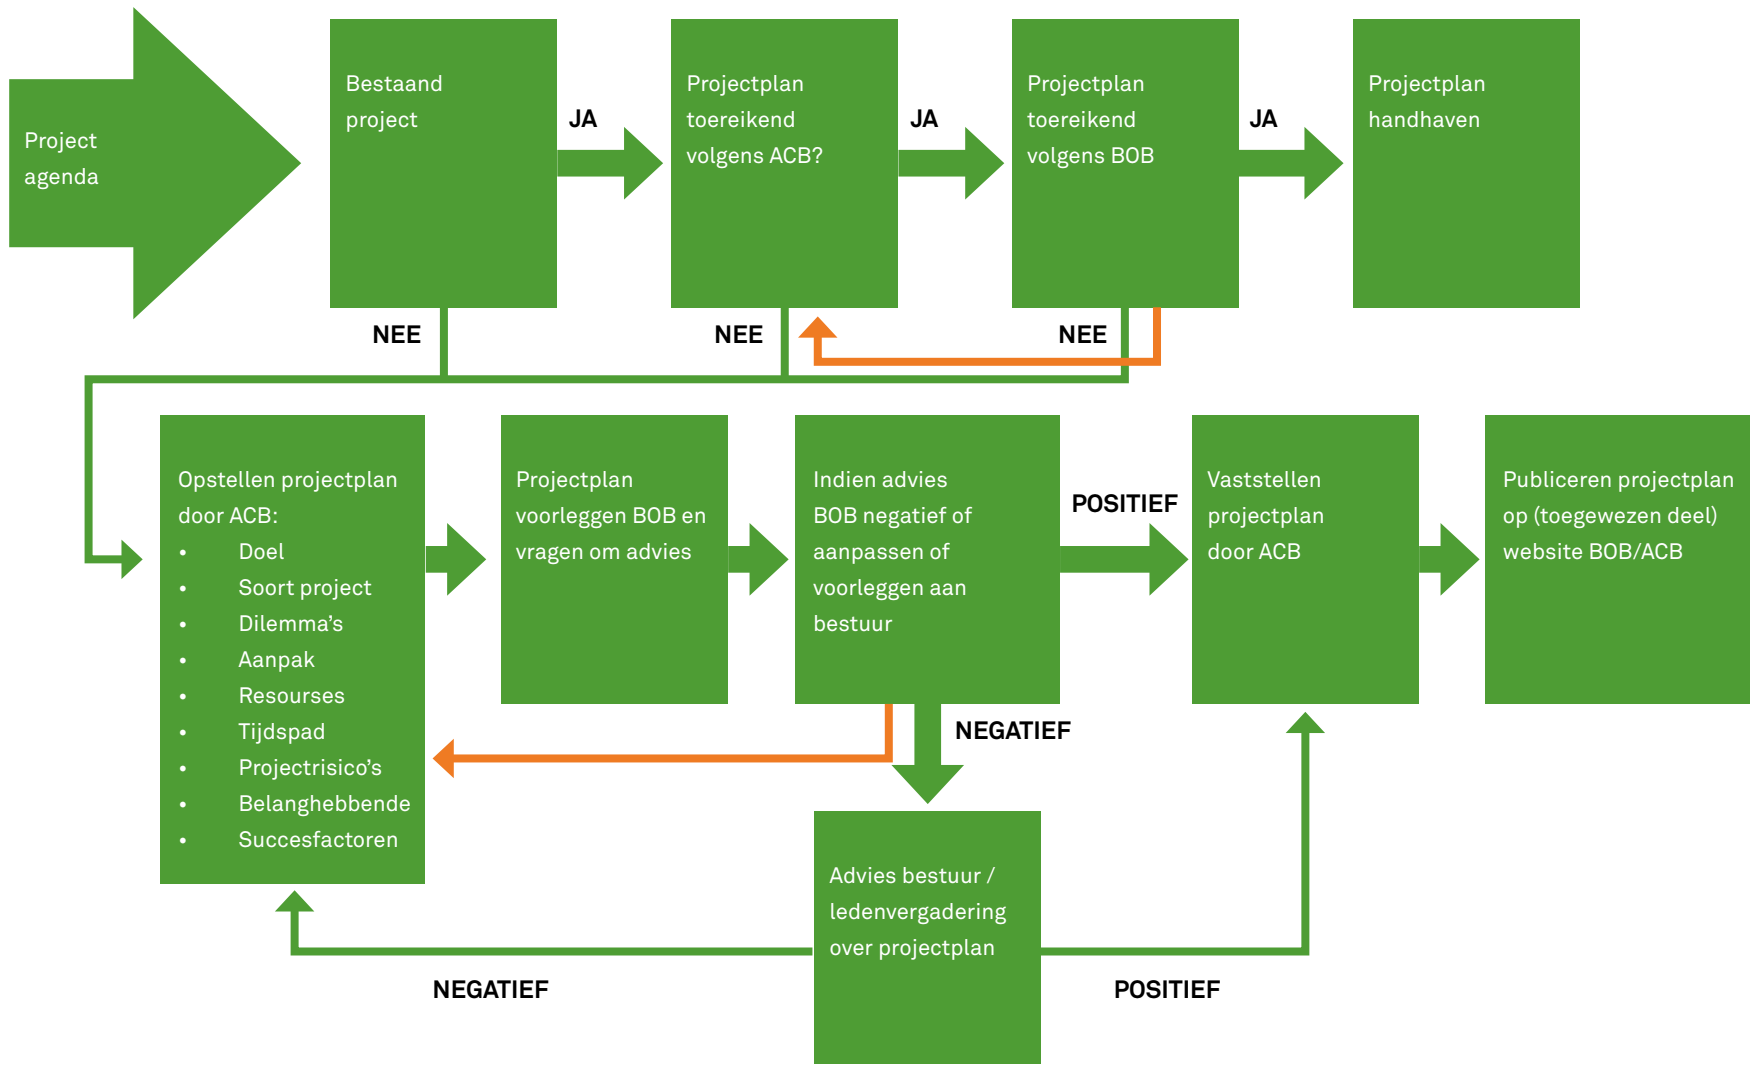 Project
agenda
Bestaand
project
JA
Projectplan
toereikend
volgens ACB?
JA
Projectplan
toereikend
volgens BOB
JA
Projectplan
handhaven
NEE
NEE
NEE
Opstellen projectplan
door ACB:
• Doel
• Soort project
• Dilemma’s
• Aanpak
• Resourses
• Tijdspad
• Projectrisico’s
• Belanghebbende
• Succesfactoren
Projectplan
voorleggen BOB en
vragen om advies
Indien advies
BOB negatief of
aanpassen of
voorleggen aan
bestuur
POSITIEF
Vaststellen
projectplan
door ACB
Publiceren projectplan
op (toegewezen deel)
website BOB/ACB
NEGATIEF
Advies bestuur /
ledenvergadering
over projectplan
NEGATIEF
POSITIEF